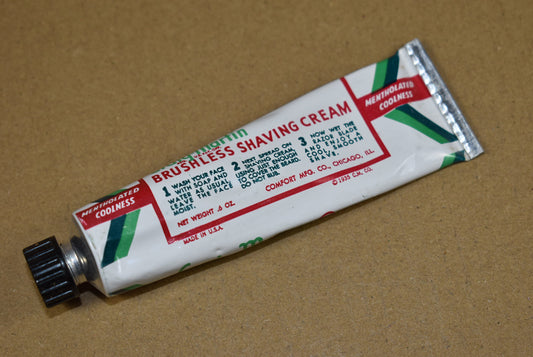 BRUSHLESS SHAVING CREAM
1 WASH YOUR FACE
WITH SOAP AND
WATER AS USUAL
LEAVE THE FACE
MOIST.
2 NEXT SPREAD ON
SHAVING CREAM,
USING JUST ENOUGH
TO COVER THE BEARD.
DO NOT RUB.
3 NOW WET THE
RAZOR BLADE
AND ENJOY A
COOL, SMOOTH
SHAVE.
NET WEIGHT .6 OZ.
COMFORT MFG. CO., CHICAGO, ILL.
MADE IN U.S.A.
© 1935 C.M. CO.
MENTHOLATED
COOLNESS
MENTHOLATED
COOLNESS